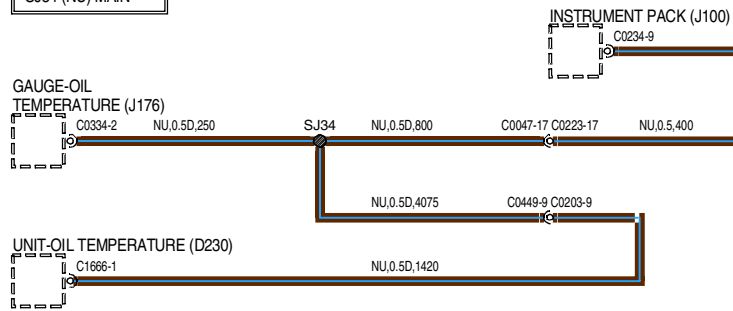 INSTRUMENT PACK (J100)
C0234-9
GAUGE-OIL
TEMPERATURE (J176)
C0334-2 NU,0.5D,250 SJ34 NU,0.5D,800 C0047-17 C0223-17 NU,0.5,400
NU,0.5D,4075 C0449-9 C0203-9
UNIT-OIL TEMPERATURE (D230)
C1666-1 NU,0.5D,1420